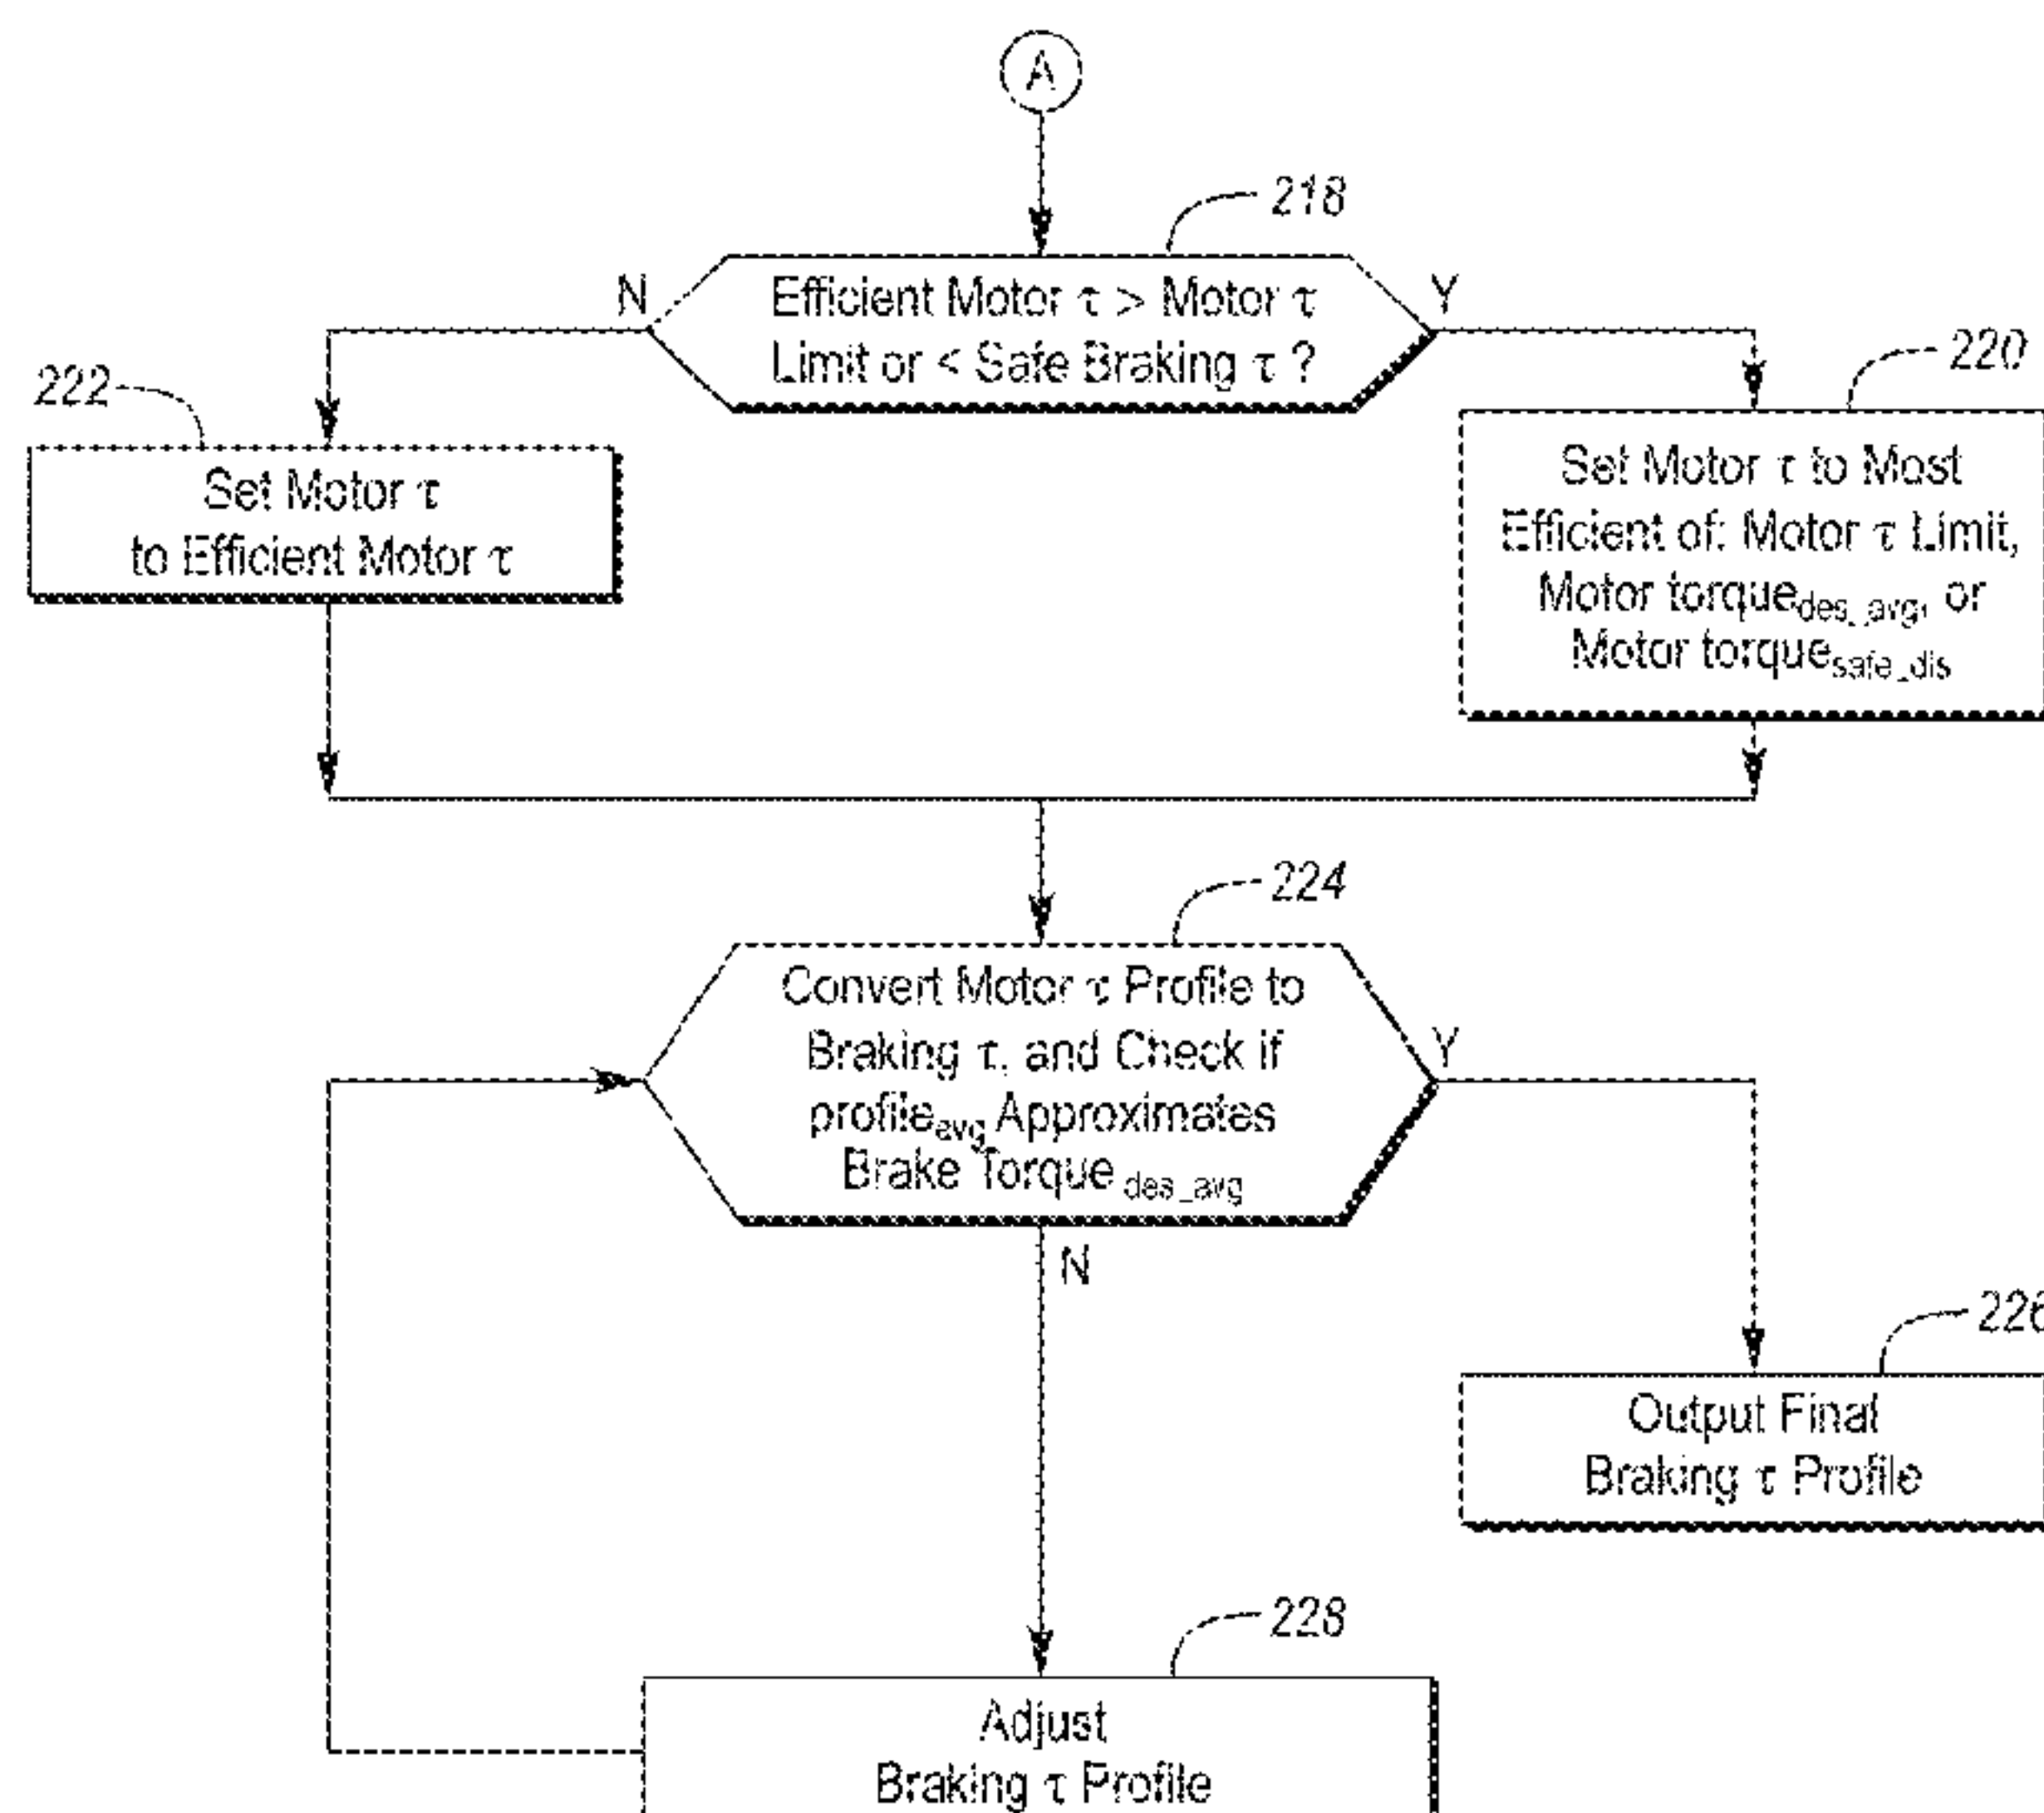 A
218
N
Efficient Motor τ > Motor τ
Limit or < Safe Braking τ ?
Y
222
220
Set Motor τ
to Efficient Motor τ
Set Motor τ to Most
Efficient of: Motor τ Limit,
Motor torquedes_avg, or
Motor torquesafe_dis
224
Convert Motor τ Profile to
Braking τ, and Check if
profileavg Approximates
Brake Torque des_avg
Y
N
226
Output Final
Braking τ Profile
228
Adjust
Braking τ Profile